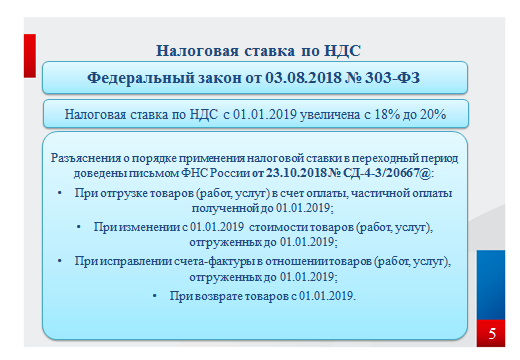 Налоговая ставка по НДС
Федеральный закон от 03.08.2018 № 303-ФЗ
Налоговая ставка по НДС с 01.01.2019 увеличена с 18% до 20%
Разъяснения о порядке применения налоговой ставки в переходный период
доведены письмом ФНС России от 23.10.2018 № СД-4-3/20667@:
• При отгрузке товаров (работ, услуг) в счет оплаты, частичной оплаты
полученной до 01.01.2019;
• При изменении с 01.01.2019 стоимости товаров (работ, услуг),
отгруженных до 01.01.2019;
• При исправлении счета-фактуры в отношении товаров (работ, услуг),
отгруженных до 01.01.2019;
• При возврате товаров с 01.01.2019.
5